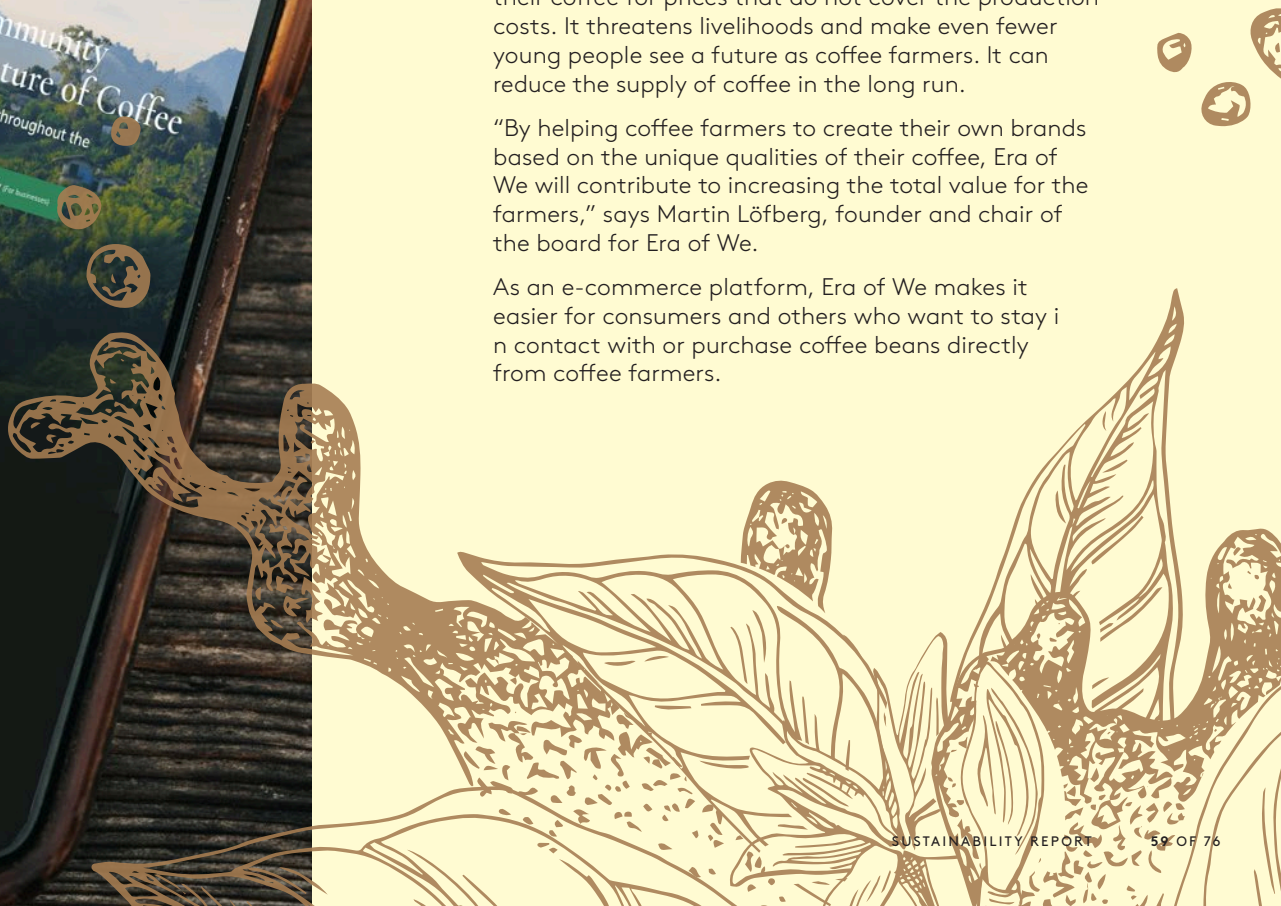 mmunity
ture of Coffee
hroughout the
(For businesses)
their coffee for prices that do not cover the production
costs. It threatens livelihoods and make even fewer
young people see a future as coffee farmers. It can
reduce the supply of coffee in the long run.
“By helping coffee farmers to create their own brands
based on the unique qualities of their coffee, Era of
We will contribute to increasing the total value for the
farmers,” says Martin Löfberg, founder and chair of
the board for Era of We.
As an e-commerce platform, Era of We makes it
easier for consumers and others who want to stay i
n contact with or purchase coffee beans directly
from coffee farmers.
SUSTAINABILITY REPORT 59 OF 76